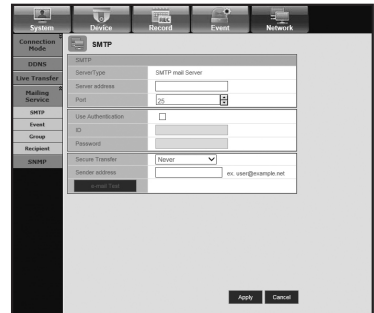 System Device Record Event Network
Connection Mode
DDNS
Live Transfer
Mailing Service
SMTP
Event
Group
Recipient
SNMP
SMTP
SMTP
ServerType SMTP mail Server
Server address
Port 25
Use Authentication
ID
Password
Secure Transfer Never
Sender address ex. user@example.net
e-mail Test
Apply Cancel